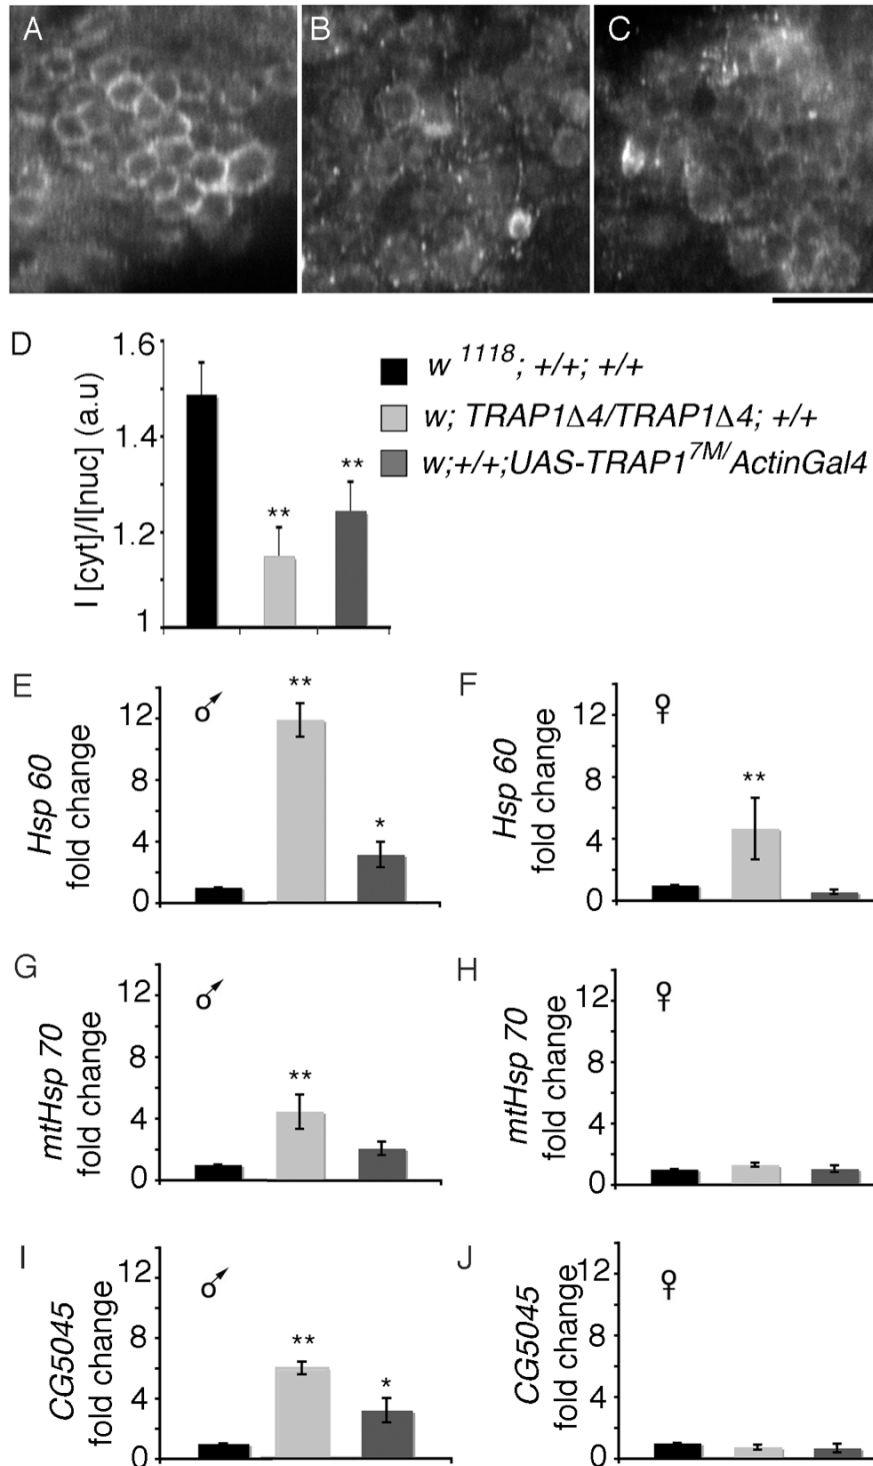 A
B
C
D
I [cyt]/I[nuc] (a.u)
1.6
1.4
1.2
1
** **
w 1118; +/+; +/+
w; TRAP1Δ4/TRAP1Δ4; +/+
w;+/+;UAS-TRAP1 7M/ ActinGal4
E ♂
Hsp 60
fold change
12
8
4
0
** *
F ♀
Hsp 60
fold change
12
8
4
0
**
G ♂
mtHsp 70
fold change
12
8
4
0
**
H ♀
mtHsp 70
fold change
12
8
4
0
I ♂
CG5045
fold change
12
8
4
0
** *
J ♀
CG5045
fold change
12
8
4
0